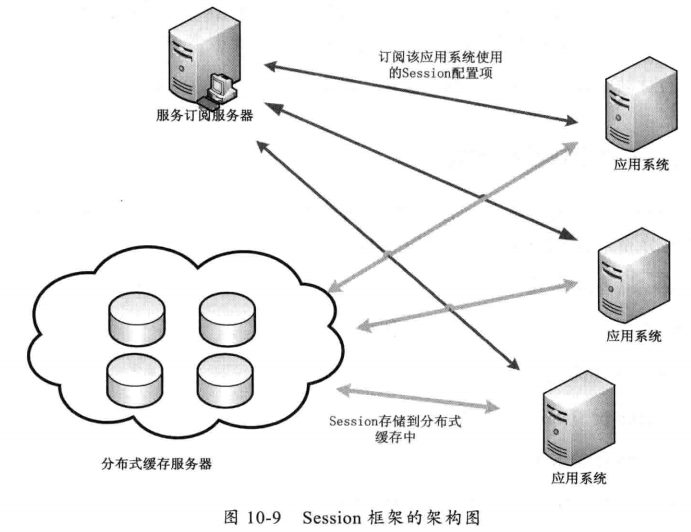 订阅该应用系统使用
的Session配置项
服务订阅服务器
应用系统
应用系统
Session存储到分布式
缓存中
分布式缓存服务器
应用系统
图 10-9 Session 框架的架构图